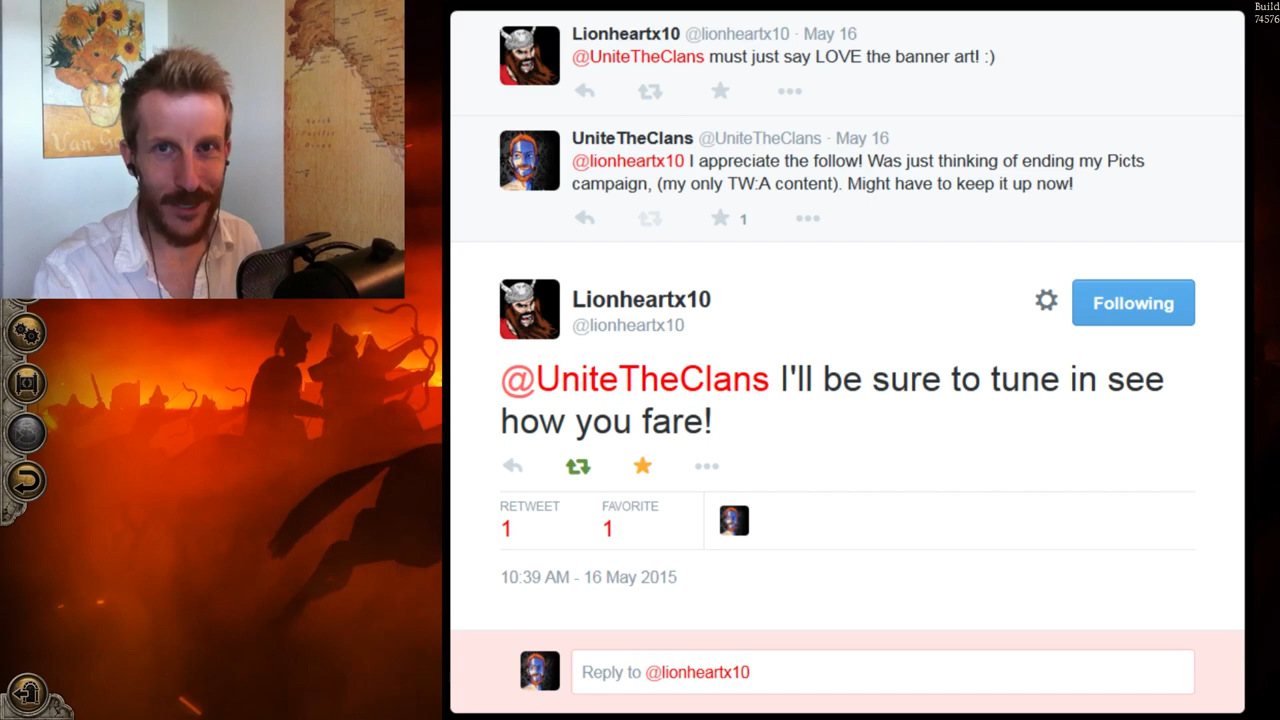 Build
74576
Lionheartx10 @lionheartx10 · May 16
@UniteTheClans must just say LOVE the banner art! :)
UniteTheClans @UniteTheClans · May 16
@lionheartx10 I appreciate the follow! Was just thinking of ending my Picts
campaign, (my only TW:A content). Might have to keep it up now!
1
Lionheartx10
@lionheartx10
Following
@UniteTheClans I'll be sure to tune in see
how you fare!
RETWEET FAVORITE
1 1
10:39 AM - 16 May 2015
Reply to @lionheartx10